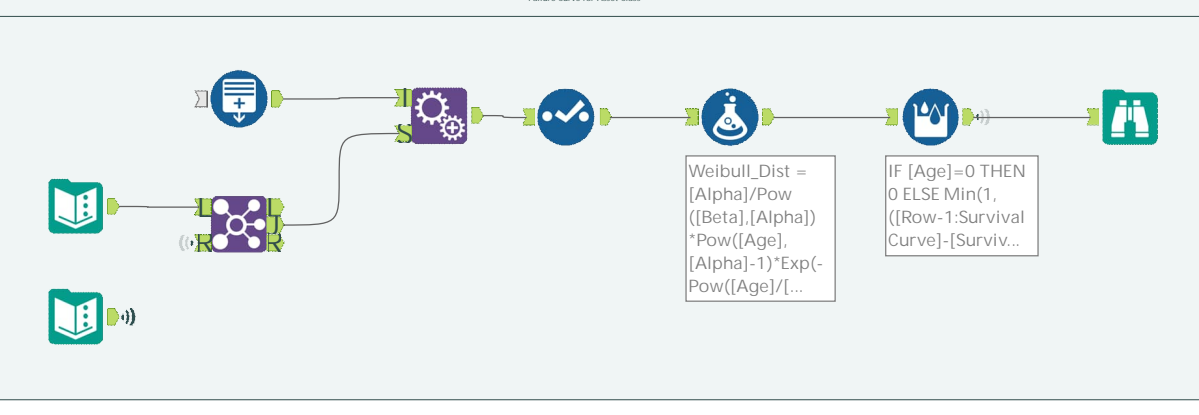 I
S
L
R
L
J
R
Weibull_Dist =
[Alpha]/Pow
([Beta],[Alpha])
*Pow([Age],
[Alpha]-1)*Exp(-
Pow([Age]/[...
IF [Age]=0 THEN
0 ELSE Min(1,
([Row-1:Survival
Curve]-[Surviv...